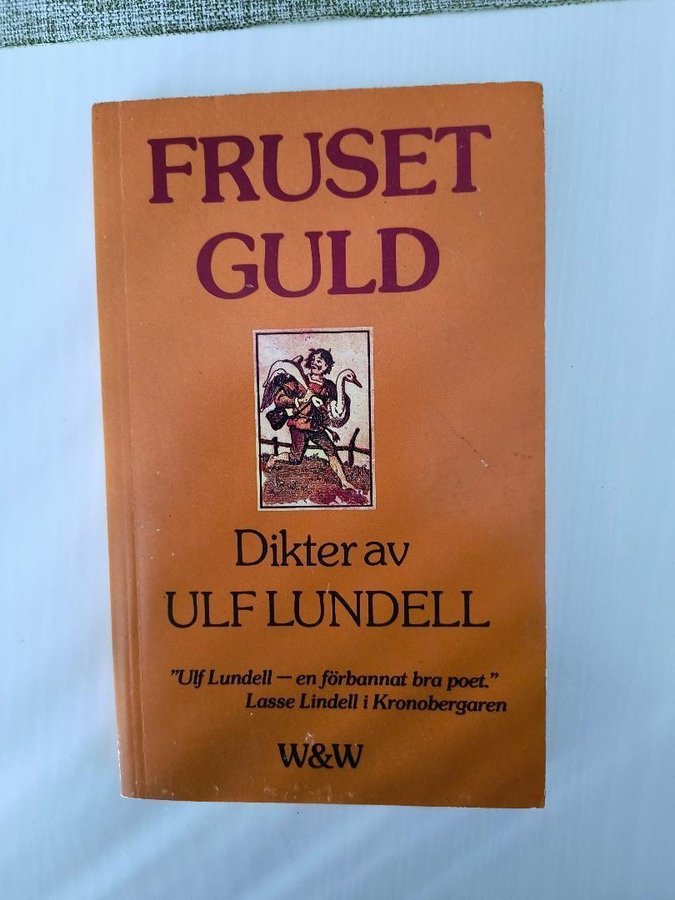 FRUSET
GULD
Dikter av
ULF LUNDELL
"Ulf Lundell – en förbannat bra poet."
Lasse Lindell i Kronobergaren
W&W